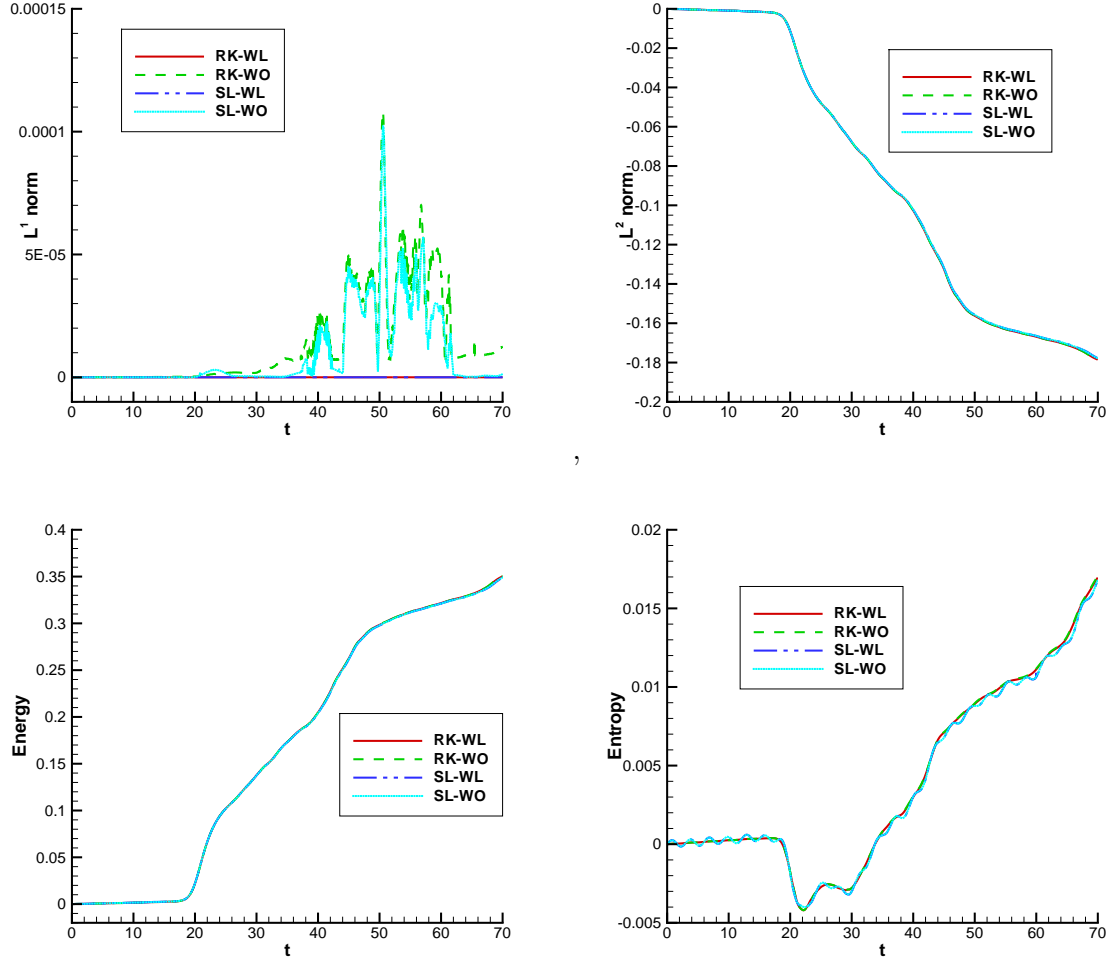 0.00015
0.0001
5E-05
0
L1 norm
RK-WL
RK-WO
SL-WL
SL-WO
0 10 20 30 40 50 60 70
t
0
-0.02
-0.04
-0.06
-0.08
-0.1
-0.12
-0.14
-0.16
-0.18
-0.2
L2 norm
RK-WL
RK-WO
SL-WL
SL-WO
0 10 20 30 40 50 60 70
t
,
0.4
0.35
0.3
0.25
0.2
0.15
0.1
0.05
0
Energy
RK-WL
RK-WO
SL-WL
SL-WO
0 10 20 30 40 50 60 70
t
0.02
0.015
0.01
0.005
0
-0.005
Entropy
RK-WL
RK-WO
SL-WL
SL-WO
0 10 20 30 40 50 60 70
t